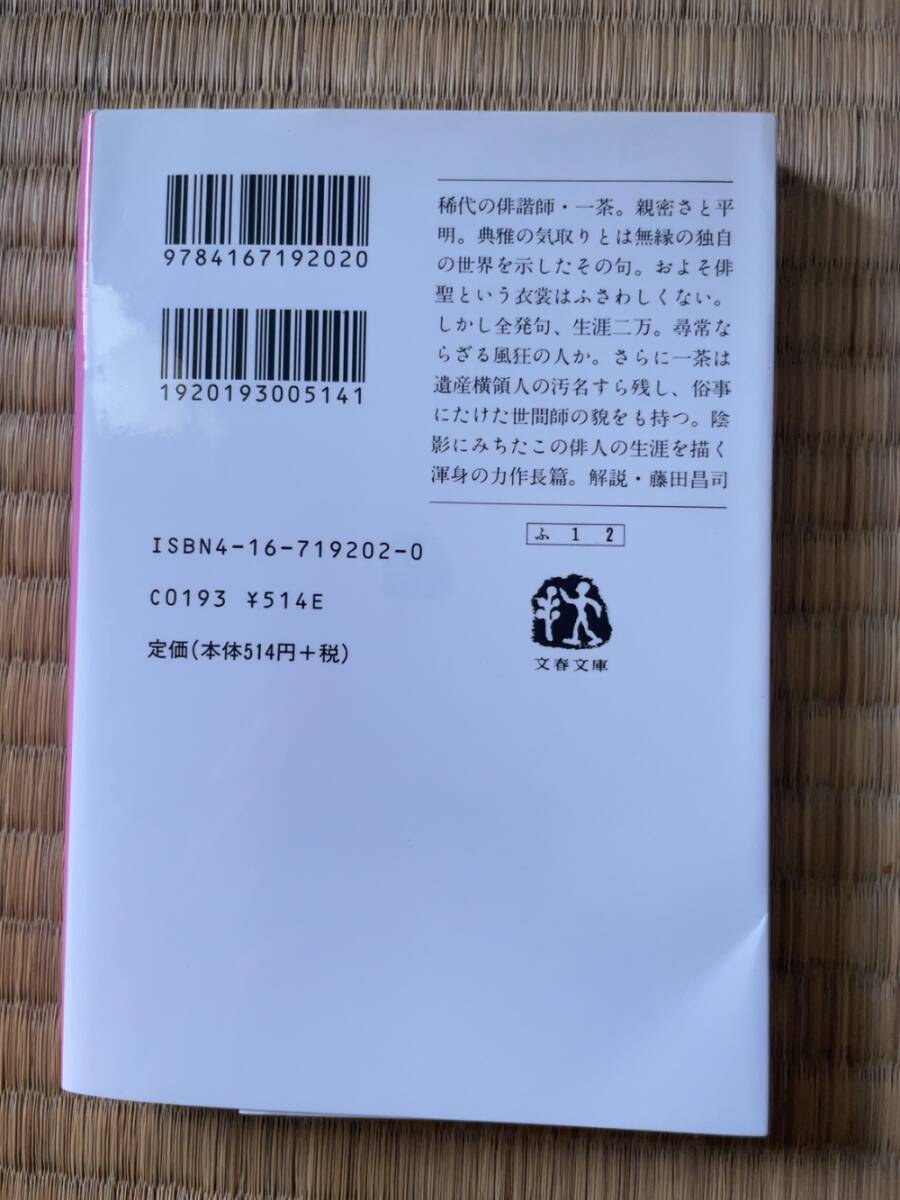 9784167192020
1920193005141
稀代の俳諧師・一茶。親密さと平
明。典雅の気取りとは無縁の独自
の世界を示したその句。およそ俳
聖という衣裳はふさわしくない。
しかし全発句、生涯二万。尋常な
らざる風狂の人か。さらに一茶は
遺産横領人の汚名すら残し、俗事
にたけた世間師の貌をも持つ。陰
影にみちたこの俳人の生涯を描く
渾身の力作長篇。解説・藤田昌司
ISBN4-16-719202-0
C0193 ¥514E
定価(本体514円+税)
ふ 1 2
文春文庫